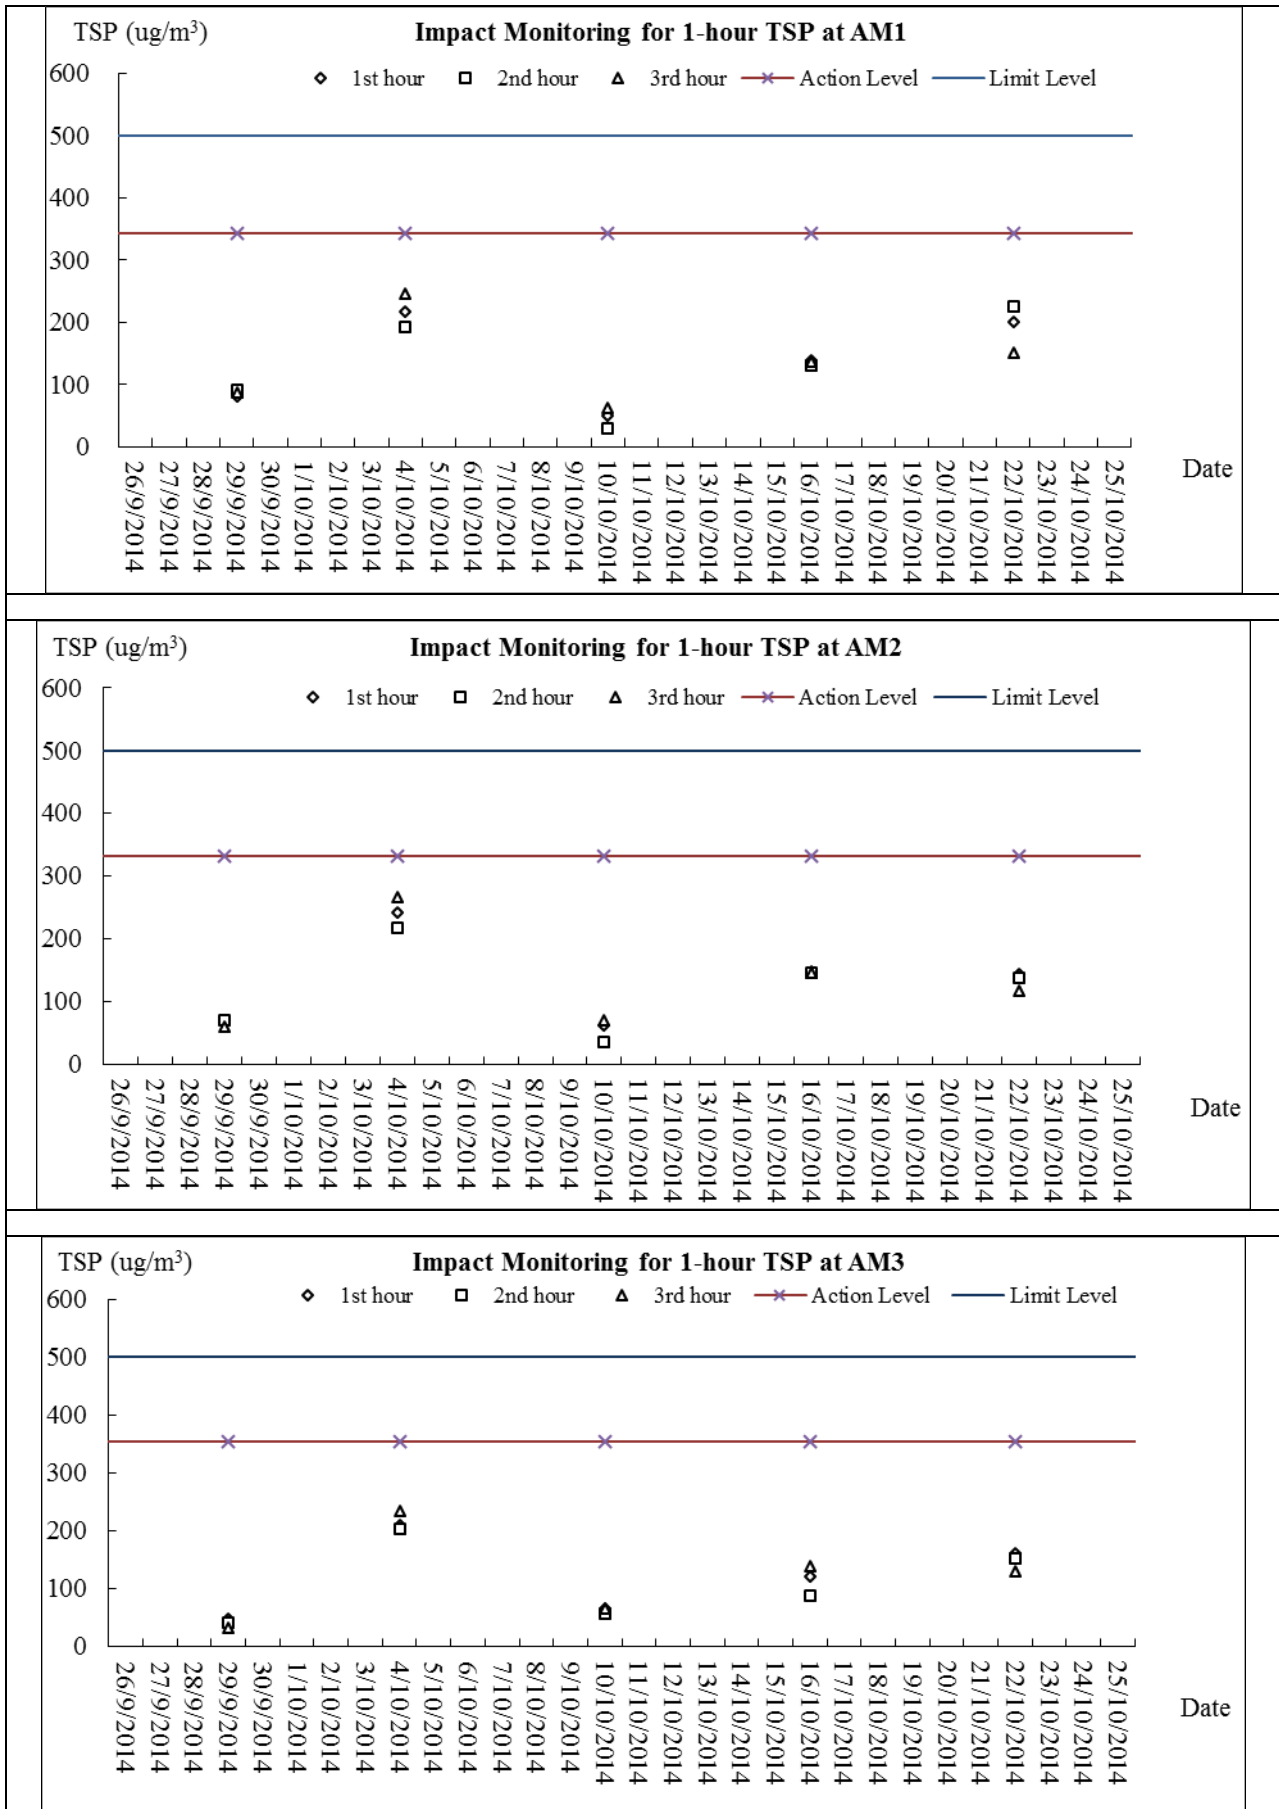 TSP (ug/m³) Impact Monitoring for 1-hour TSP at AM1
1st hour 2nd hour 3rd hour Action Level Limit Level
600
500
400
300
200
100
0
26/9/2014 27/9/2014 28/9/2014 29/9/2014 30/9/2014 1/10/2014 2/10/2014 3/10/2014 4/10/2014 5/10/2014 6/10/2014 7/10/2014 8/10/2014 9/10/2014 10/10/2014 11/10/2014 12/10/2014 13/10/2014 14/10/2014 15/10/2014 16/10/2014 17/10/2014 18/10/2014 19/10/2014 20/10/2014 21/10/2014 22/10/2014 23/10/2014 24/10/2014 25/10/2014
Date
TSP (ug/m³) Impact Monitoring for 1-hour TSP at AM2
600
1st hour 2nd hour 3rd hour Action Level Limit Level
500
400
300
200
100
0
26/9/2014 27/9/2014 28/9/2014 29/9/2014 30/9/2014 1/10/2014 2/10/2014 3/10/2014 4/10/2014 5/10/2014 6/10/2014 7/10/2014 8/10/2014 9/10/2014 10/10/2014 11/10/2014 12/10/2014 13/10/2014 14/10/2014 15/10/2014 16/10/2014 17/10/2014 18/10/2014 19/10/2014 20/10/2014 21/10/2014 22/10/2014 23/10/2014 24/10/2014 25/10/2014
Date
TSP (ug/m³) Impact Monitoring for 1-hour TSP at AM3
600
1st hour 2nd hour 3rd hour Action Level Limit Level
500
400
300
200
100
0
26/9/2014 27/9/2014 28/9/2014 29/9/2014 30/9/2014 1/10/2014 2/10/2014 3/10/2014 4/10/2014 5/10/2014 6/10/2014 7/10/2014 8/10/2014 9/10/2014 10/10/2014 11/10/2014 12/10/2014 13/10/2014 14/10/2014 15/10/2014 16/10/2014 17/10/2014 18/10/2014 19/10/2014 20/10/2014 21/10/2014 22/10/2014 23/10/2014 24/10/2014 25/10/2014
Date